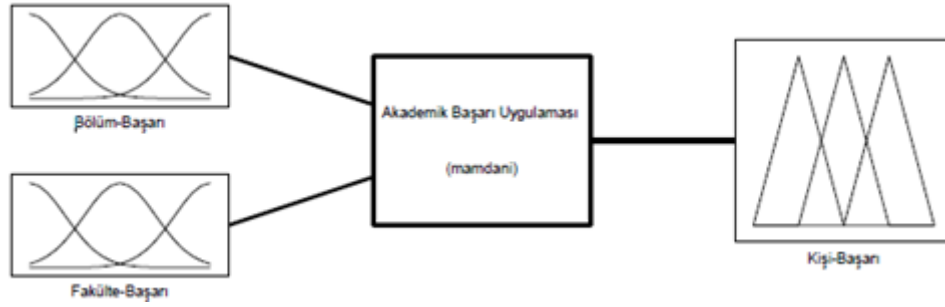 Bölüm-Başarı
Akademik Başarı Uygulaması
(mamdani)
Fakülte-Başarı
Kişi-Başarı